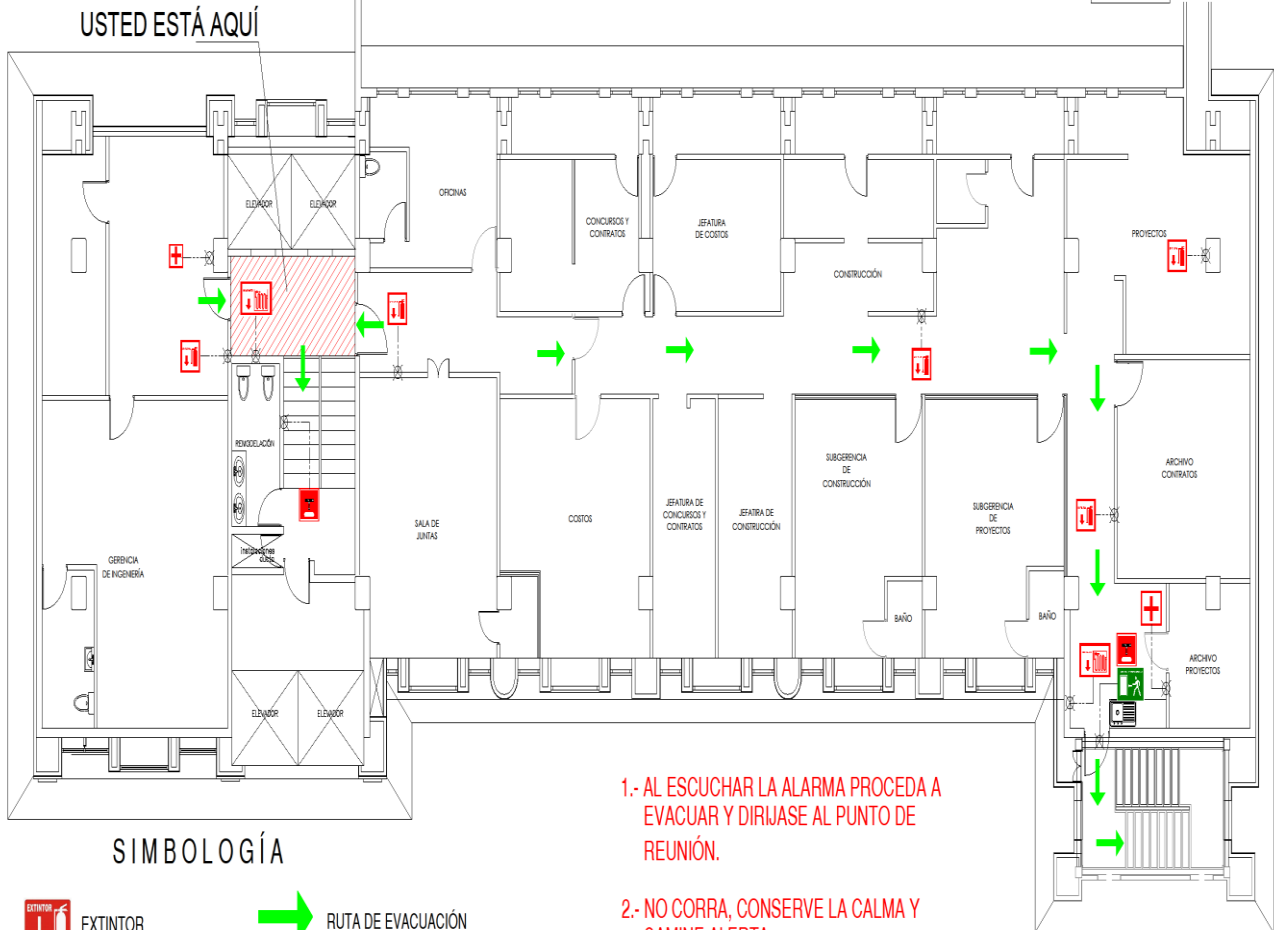 USTED ESTÁ AQUÍ
ELEVADOR
ELEVADOR
OFICINAS
CONCURSOS Y
CONTRATOS
JEFATURA
DE COSTOS
CONSTRUCCIÓN
PROYECTOS
REMODELACIÓN
SALA DE
JUNTAS
COSTOS
JEFATURA DE
CONCURSOS Y
CONTRATOS
JEFATIRA DE
CONSTRUCCIÓN
SUBGERENCIA
DE
CONSTRUCCIÓN
SUBGERENCIA
DE
PROYECTOS
ARCHIVO
CONTRATOS
GERENCIA
DE INGENIERÍA
BAÑO
BAÑO
ARCHIVO
PROYECTOS
ELEVADOR
ELEVADOR
1.- AL ESCUCHAR LA ALARMA PROCEDA A
EVACUAR Y DIRIJASE AL PUNTO DE
REUNIÓN.
2.- NO CORRA, CONSERVE LA CALMA Y
CAMINE ALERTA
SIMBOLOGÍA
EXTINTOR
EXTINTOR
RUTA DE EVACUACIÓN